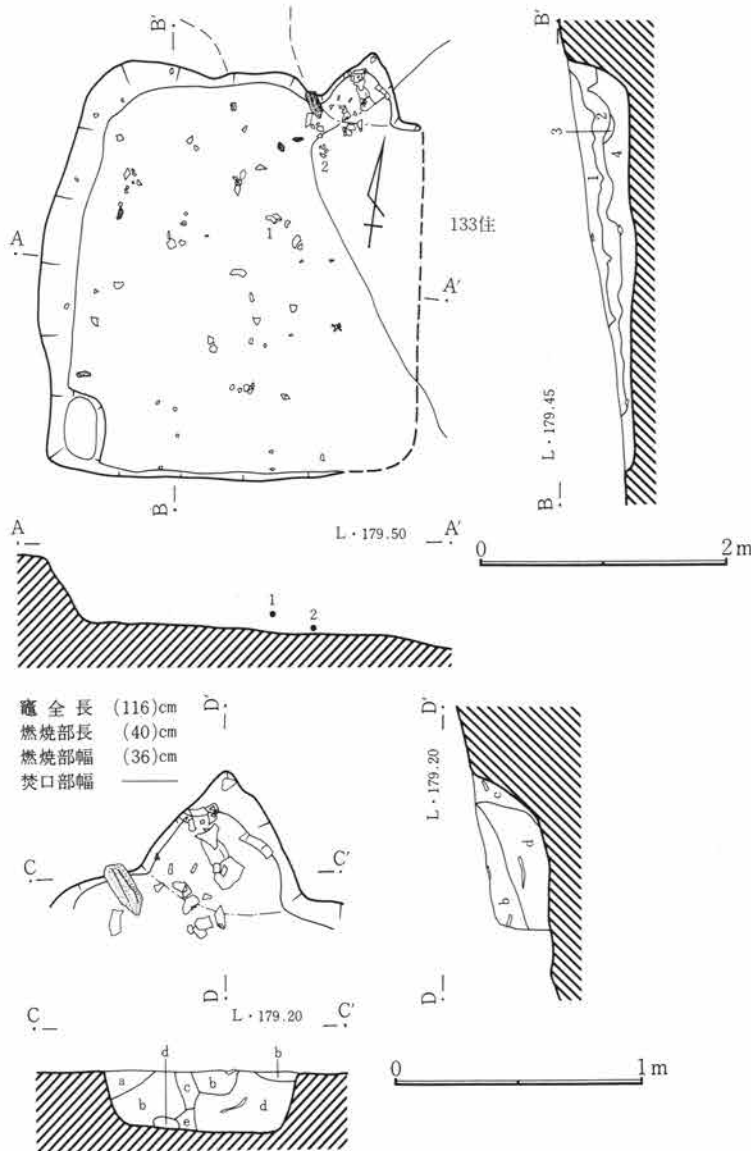 B'
B'
3
1
2
4
2
1
133住
A
A'
L・179.45
B
B
A
L・179.50
A'
0
2m
1
2
竈全長 (116)cm
燃焼部長 (40)cm
燃焼部幅 (36)cm
焚口部幅 ———
D'
D'
L・179.20
c
d
b
C
C'
D
D
C
L・179.20
C'
d
b
a
b
c
b
e
d
0
1m